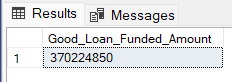 Results Messages
Good_Loan_Funded_Amount
1 370224850